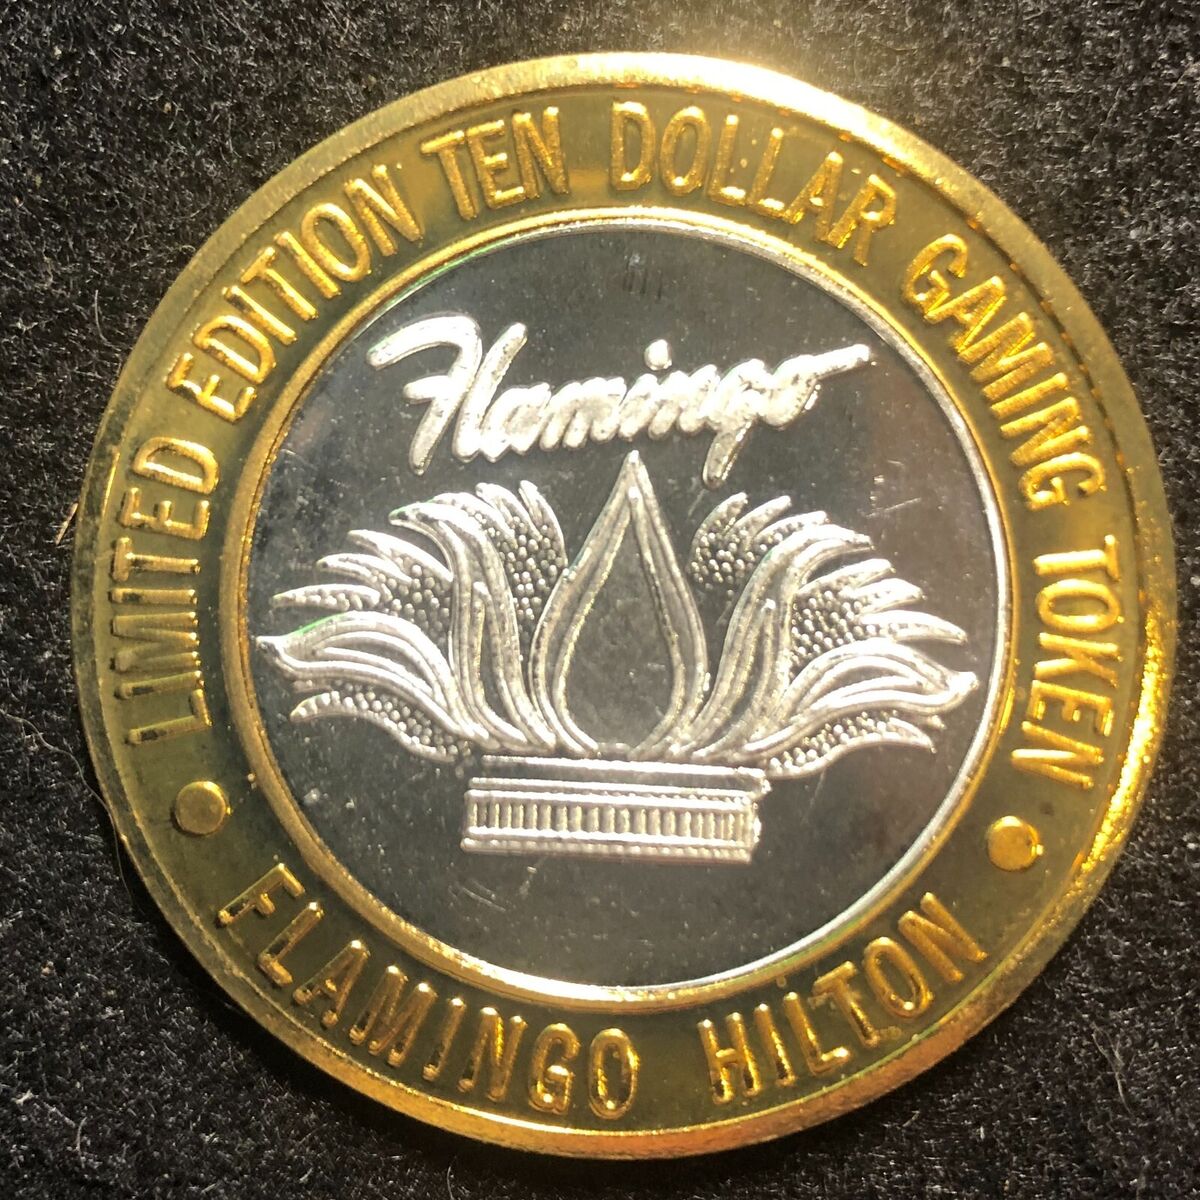 LIMITED EDITION TEN DOLLAR GAMING TOKEN
Flamingo
• FLAMINGO HILTON •